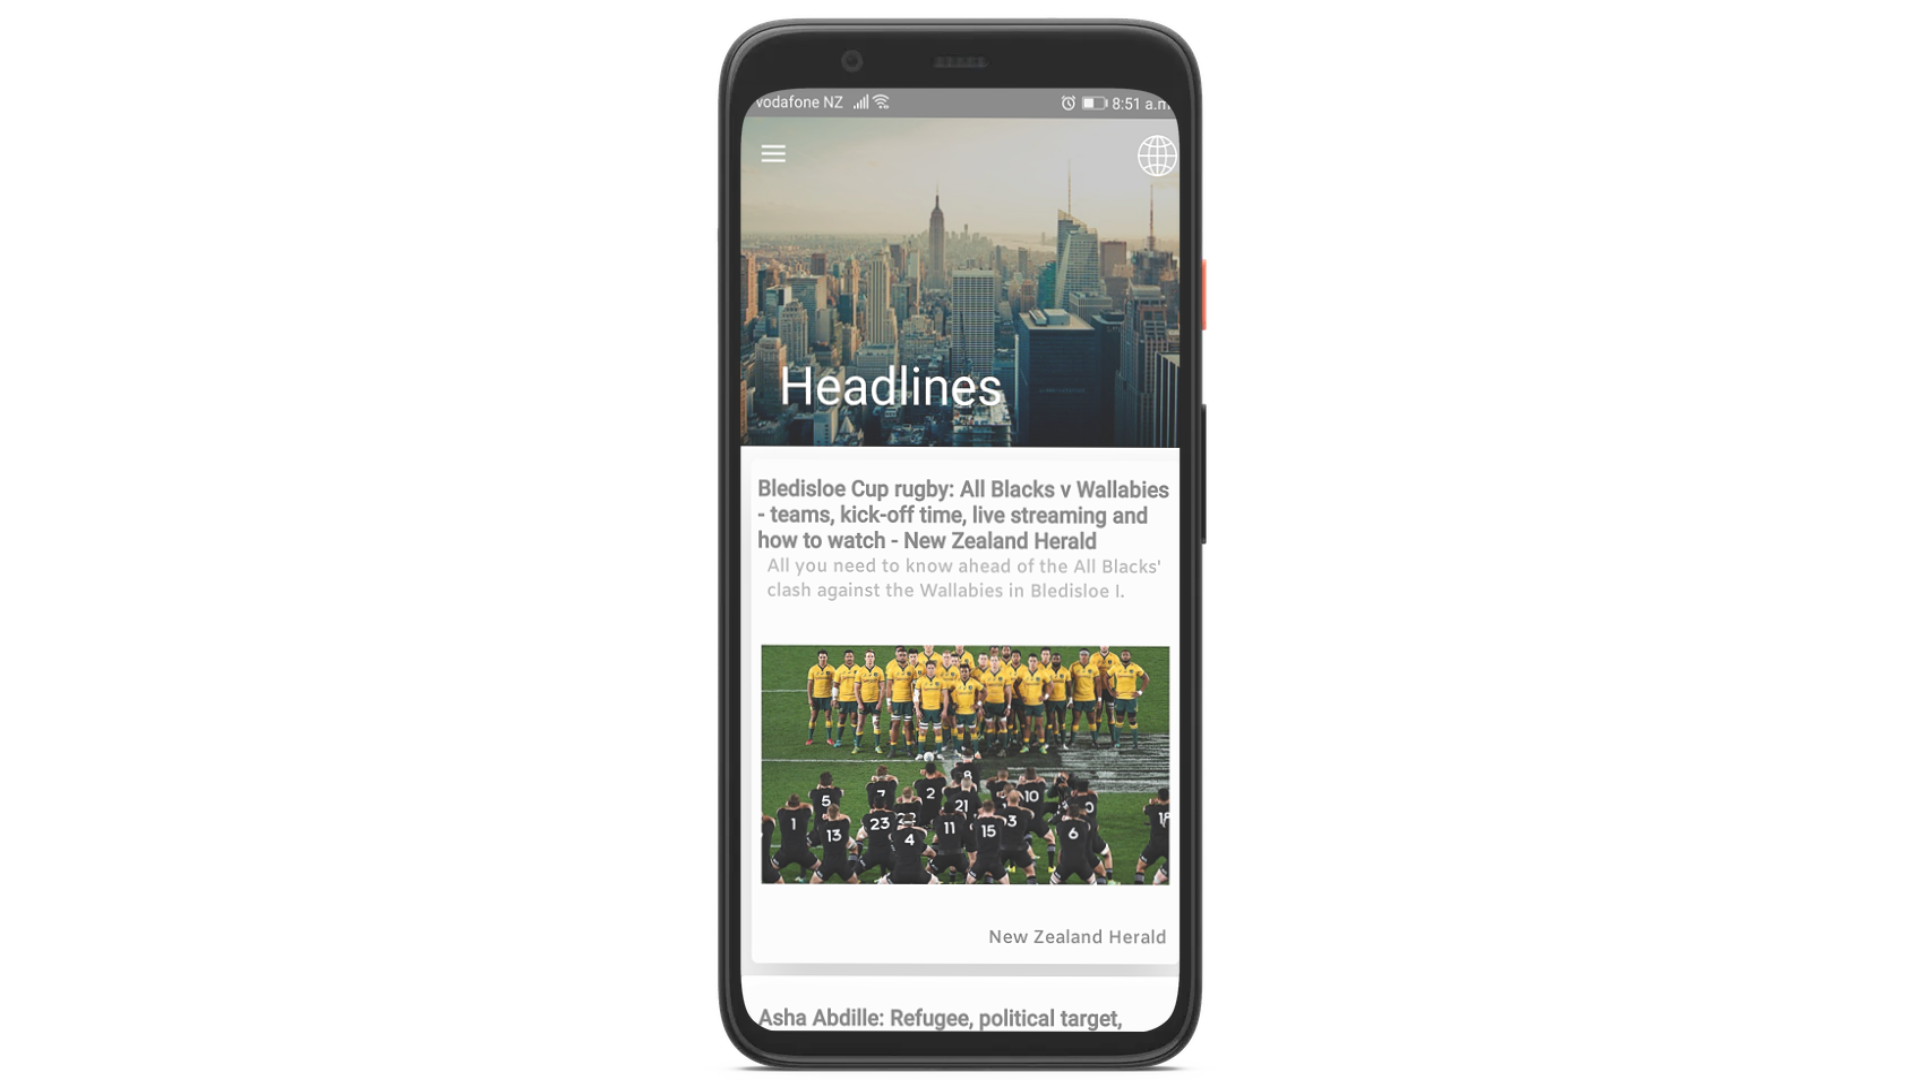 vodafone NZ 8:51 a.m
Headlines
Bledisloe Cup rugby: All Blacks v Wallabies
- teams, kick-off time, live streaming and
how to watch - New Zealand Herald
All you need to know ahead of the All Blacks'
clash against the Wallabies in Bledisloe I.
8
5 7 2 10
1 13 23 22 4 21 11 15 3 6
New Zealand Herald
Asha Abdille: Refugee, political target,